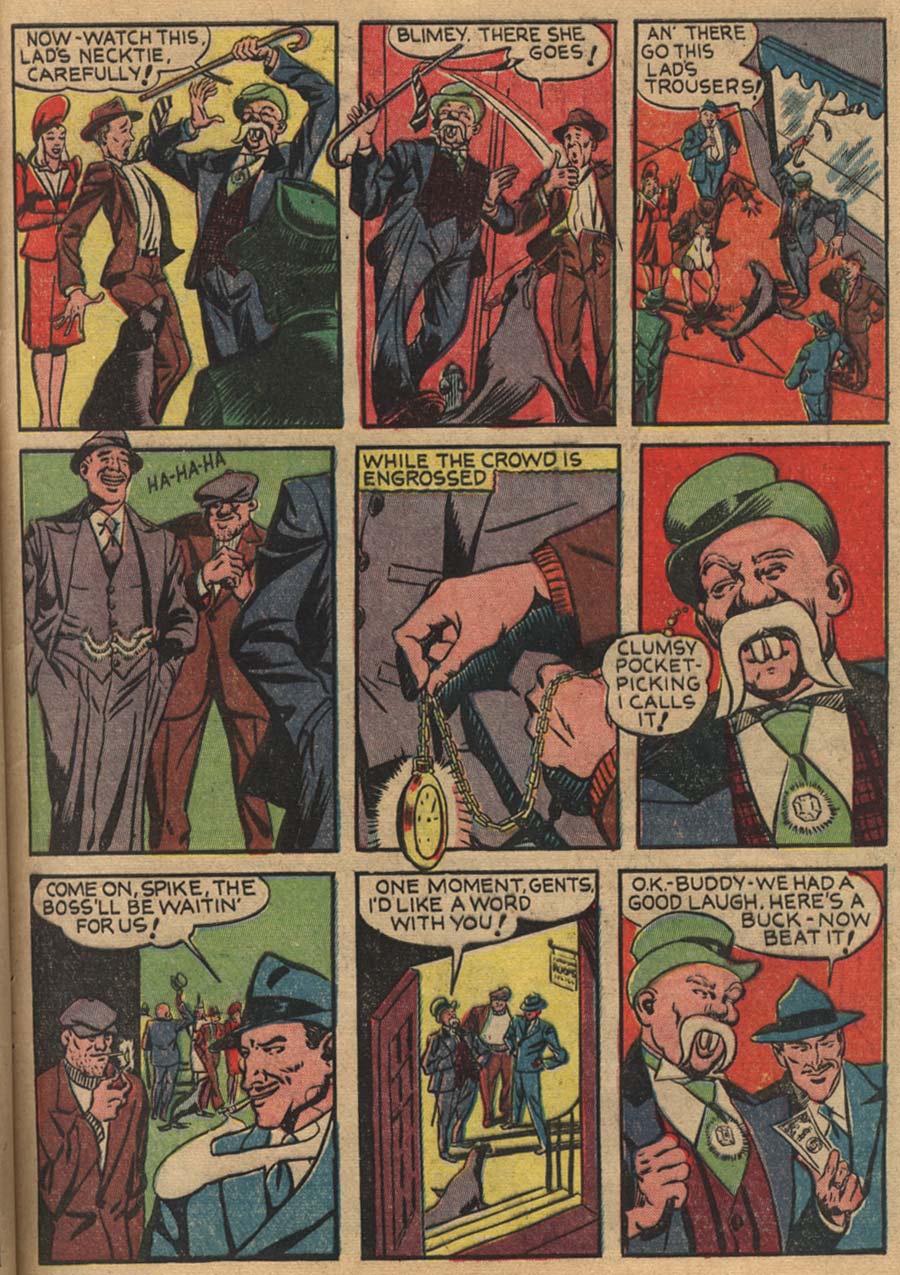 NOW-WATCH THIS,
LAD'S NECKTIE,
CAREFULLY!
BLIMEY. THERE SHE
GOES!
AN' THERE
GO THIS
LAD'S
TROUSERS!
HA-HA-HA
WHILE THE CROWD IS
ENGROSSED
CLUMSY
POCKET-
PICKING
I CALLS
IT!
COME ON, SPIKE, THE
BOSS'LL BE WAITIN'
FOR US!
ONE MOMENT, GENTS,
I'D LIKE A WORD
WITH YOU!
ROOMS
O.K.-BUDDY-WE HAD A
GOOD LAUGH. HERE'S A
BUCK-NOW
BEAT IT!